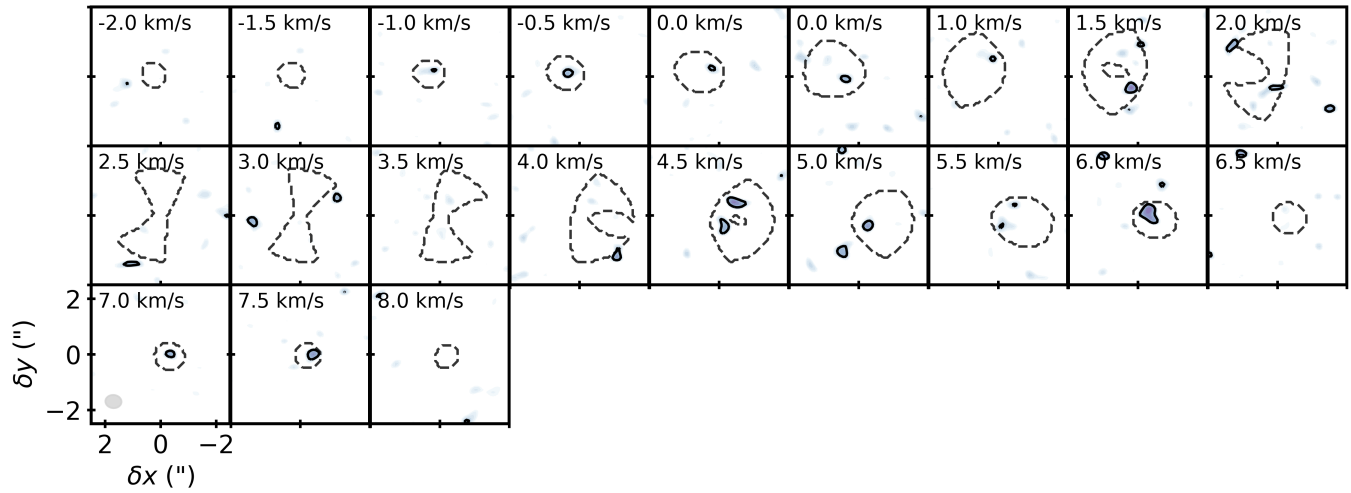 -2.0 km/s -1.5 km/s -1.0 km/s -0.5 km/s 0.0 km/s 0.0 km/s 1.0 km/s 1.5 km/s 2.0 km/s
2.5 km/s 3.0 km/s 3.5 km/s 4.0 km/s 4.5 km/s 5.0 km/s 5.5 km/s 6.0 km/s 6.5 km/s
7.0 km/s 7.5 km/s 8.0 km/s
2
0
−2
δy (")
2 0 −2
δx (")